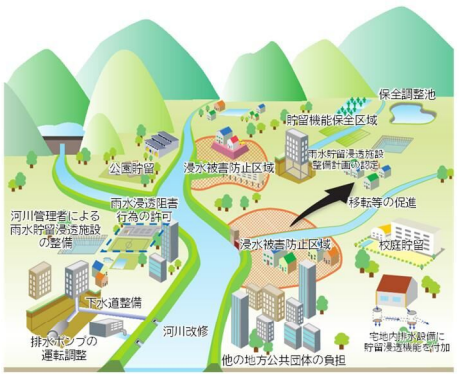 保全調整池
貯留機能保全区域
雨水貯留浸透施設
整備計画の認定
公園貯留
浸水被害防止区域
移転等の促進
雨水浸透阻害
行為の許可
河川管理者による
雨水貯留浸透施設
の整備
浸水被害防止区域
校庭貯留
下水道整備
河川改修
排水ポンプの
運転調整
他の地方公共団体の負担
宅地内排水設備に
貯留浸透機能を付加